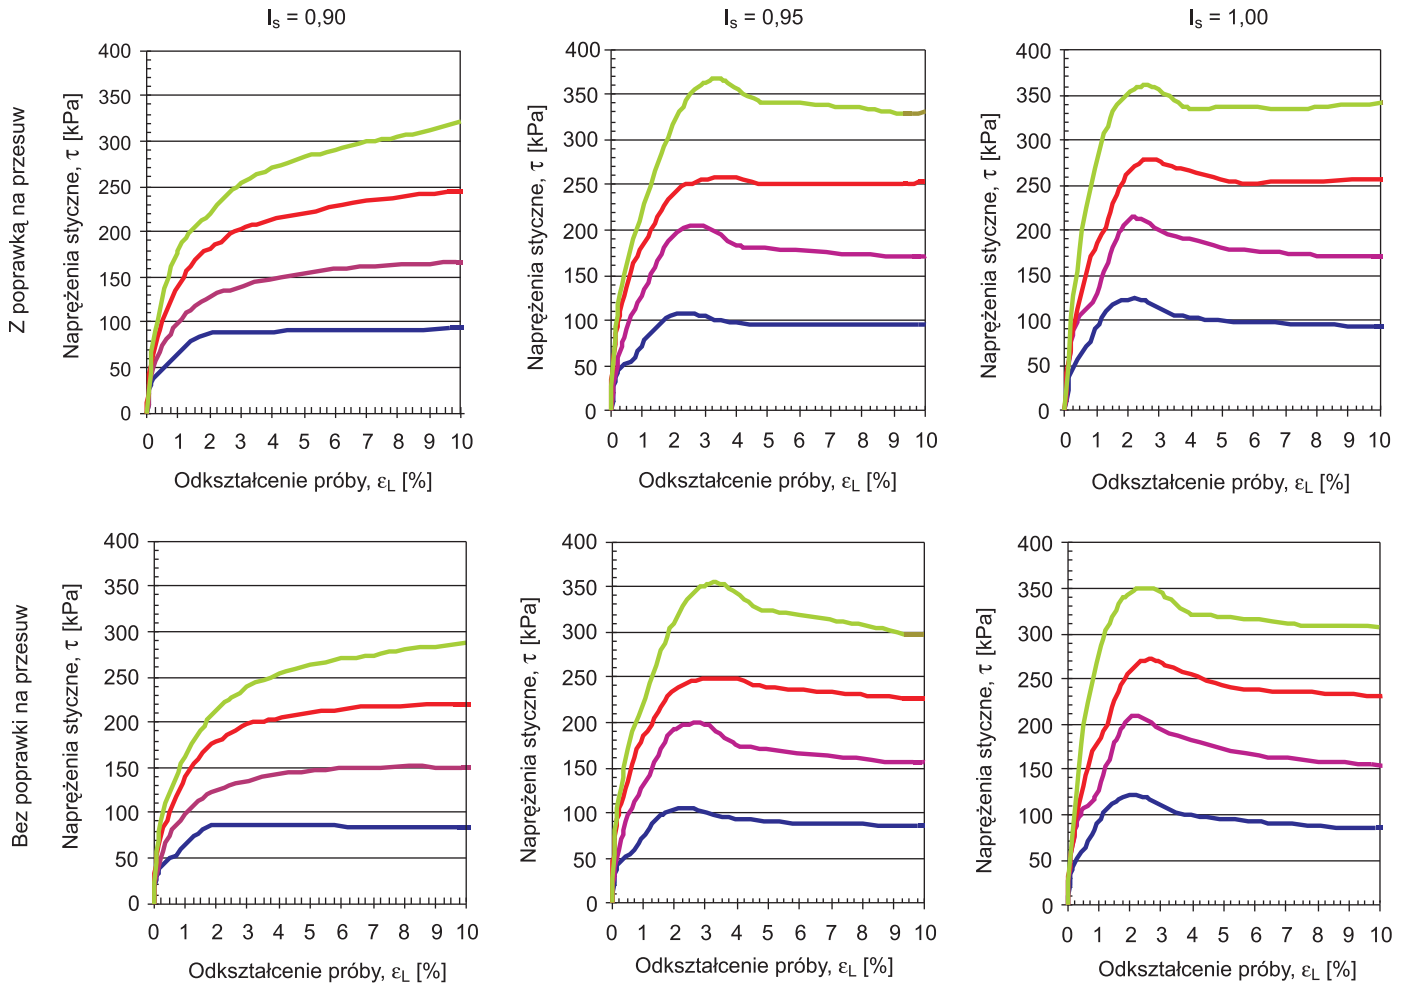 Is = 0,90
Is = 0,95
Is = 1,00
Z poprawką na przesuw
Naprężenia styczne, τ [kPa]
400
350
300
250
200
150
100
50
0
0 1 2 3 4 5 6 7 8 9 10
Odkształcenie próby, εL [%]
Naprężenia styczne, τ [kPa]
400
350
300
250
200
150
100
50
0
0 1 2 3 4 5 6 7 8 9 10
Odkształcenie próby, εL [%]
Naprężenia styczne, τ [kPa]
400
350
300
250
200
150
100
50
0
0 1 2 3 4 5 6 7 8 9 10
Odkształcenie próby, εL [%]
Bez poprawki na przesuw
Naprężenia styczne, τ [kPa]
400
350
300
250
200
150
100
50
0
0 1 2 3 4 5 6 7 8 9 10
Odkształcenie próby, εL [%]
Naprężenia styczne, τ [kPa]
400
350
300
250
200
150
100
50
0
0 1 2 3 4 5 6 7 8 9 10
Odkształcenie próby, εL [%]
Naprężenia styczne, τ [kPa]
400
350
300
250
200
150
100
50
0
0 1 2 3 4 5 6 7 8 9 10
Odkształcenie próby, εL [%]